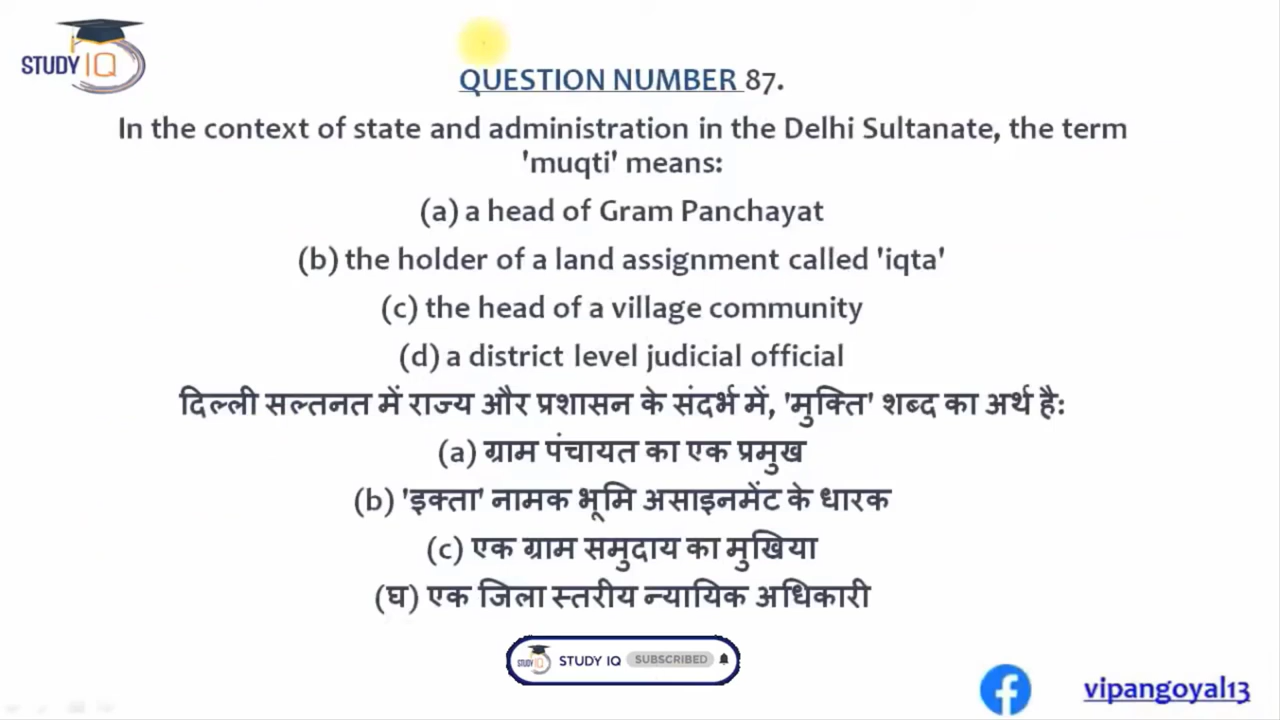 STUDY IQ
QUESTION NUMBER 87.
In the context of state and administration in the Delhi Sultanate, the term
'muqti' means:
(a) a head of Gram Panchayat
(b) the holder of a land assignment called 'iqta'
(c) the head of a village community
(d) a district level judicial official
दिल्ली सल्तनत में राज्य और प्रशासन के संदर्भ में, 'मुक्ति' शब्द का अर्थ है:
(a) ग्राम पंचायत का एक प्रमुख
(b) 'इक्ता' नामक भूमि असाइनमेंट के धारक
(c) एक ग्राम समुदाय का मुखिया
(घ) एक जिला स्तरीय न्यायिक अधिकारी
STUDY IQ STUDY IQ SUBSCRIBED
vipangoyal13